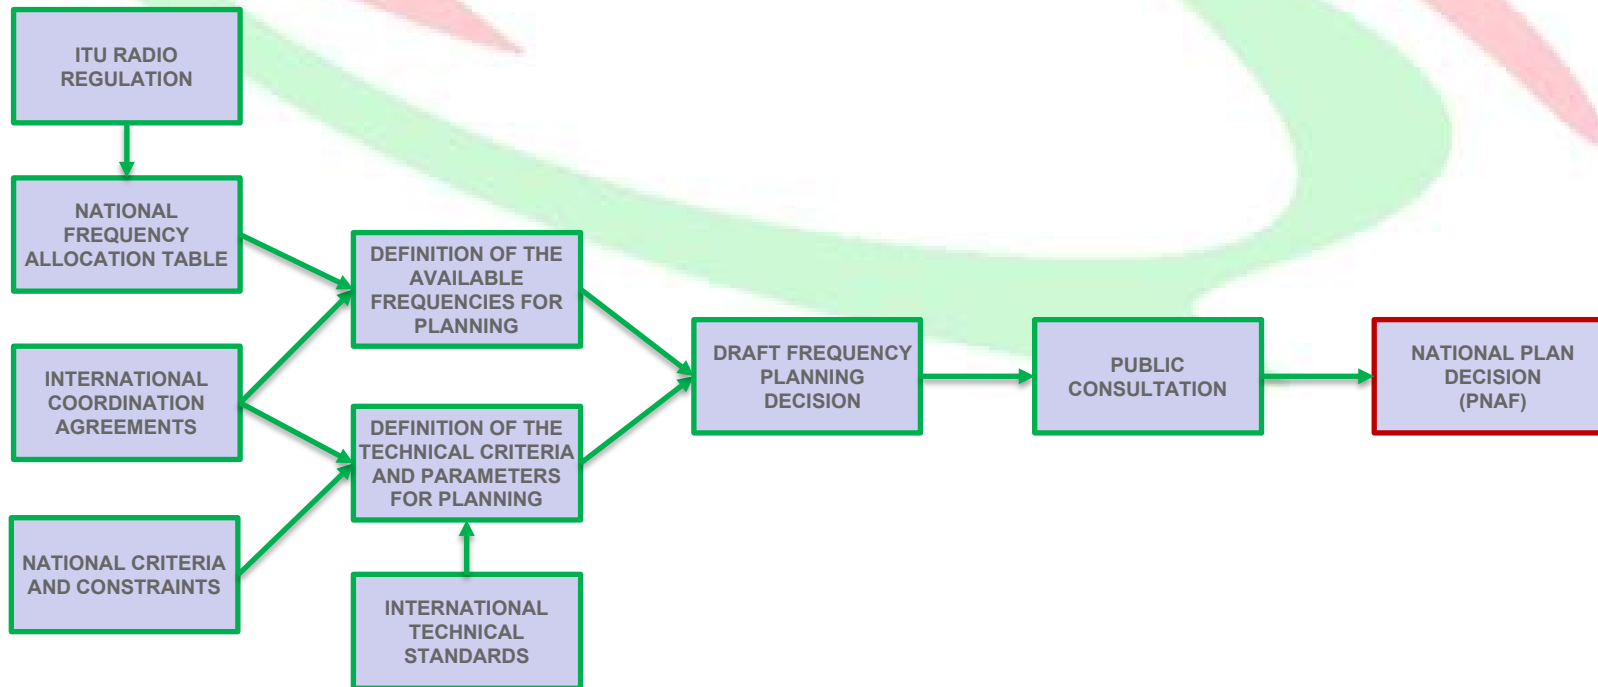 ITU RADIO
REGULATION
NATIONAL
FREQUENCY
ALLOCATION TABLE
INTERNATIONAL
COORDINATION
AGREEMENTS
NATIONAL CRITERIA
AND CONSTRAINTS
DEFINITION OF THE
AVAILABLE
FREQUENCIES FOR
PLANNING
DEFINITION OF THE
TECHNICAL CRITERIA
AND PARAMETERS
FOR PLANNING
INTERNATIONAL
TECHNICAL
STANDARDS
DRAFT FREQUENCY
PLANNING
DECISION
PUBLIC
CONSULTATION
NATIONAL PLAN
DECISION
(PNAF)